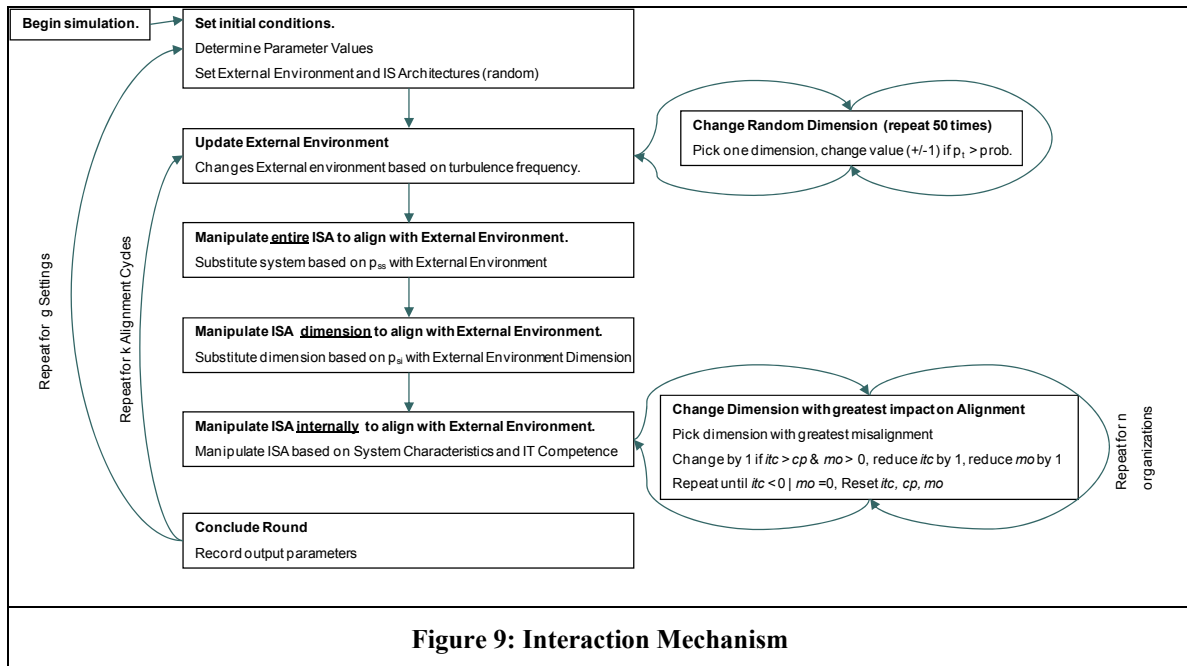 Begin simulation.
Set initial conditions.
Determine Parameter Values
Set External Environment and IS Architectures (random)
Update External Environment
Changes External environment based on turbulence frequency.
Change Random Dimension (repeat 50 times)
Pick one dimension, change value (+/-1) if pt > prob.
Manipulate entire ISA to align with External Environment.
Substitute system based on pss with External Environment
Manipulate ISA dimension to align with External Environment.
Substitute dimension based on psi with External Environment Dimension
Manipulate ISA internally to align with External Environment.
Manipulate ISA based on System Characteristics and IT Competence
Change Dimension with greatest impact on Alignment
Pick dimension with greatest misalignment
Change by 1 if itc > cp & mo > 0, reduce itc by 1, reduce mo by 1
Repeat until itc < 0 | mo =0, Reset itc, cp, mo
Conclude Round
Record output parameters
Repeat for g Settings
Repeat for k Alignment Cycles
Repeat for n
organizations
Figure 9: Interaction Mechanism